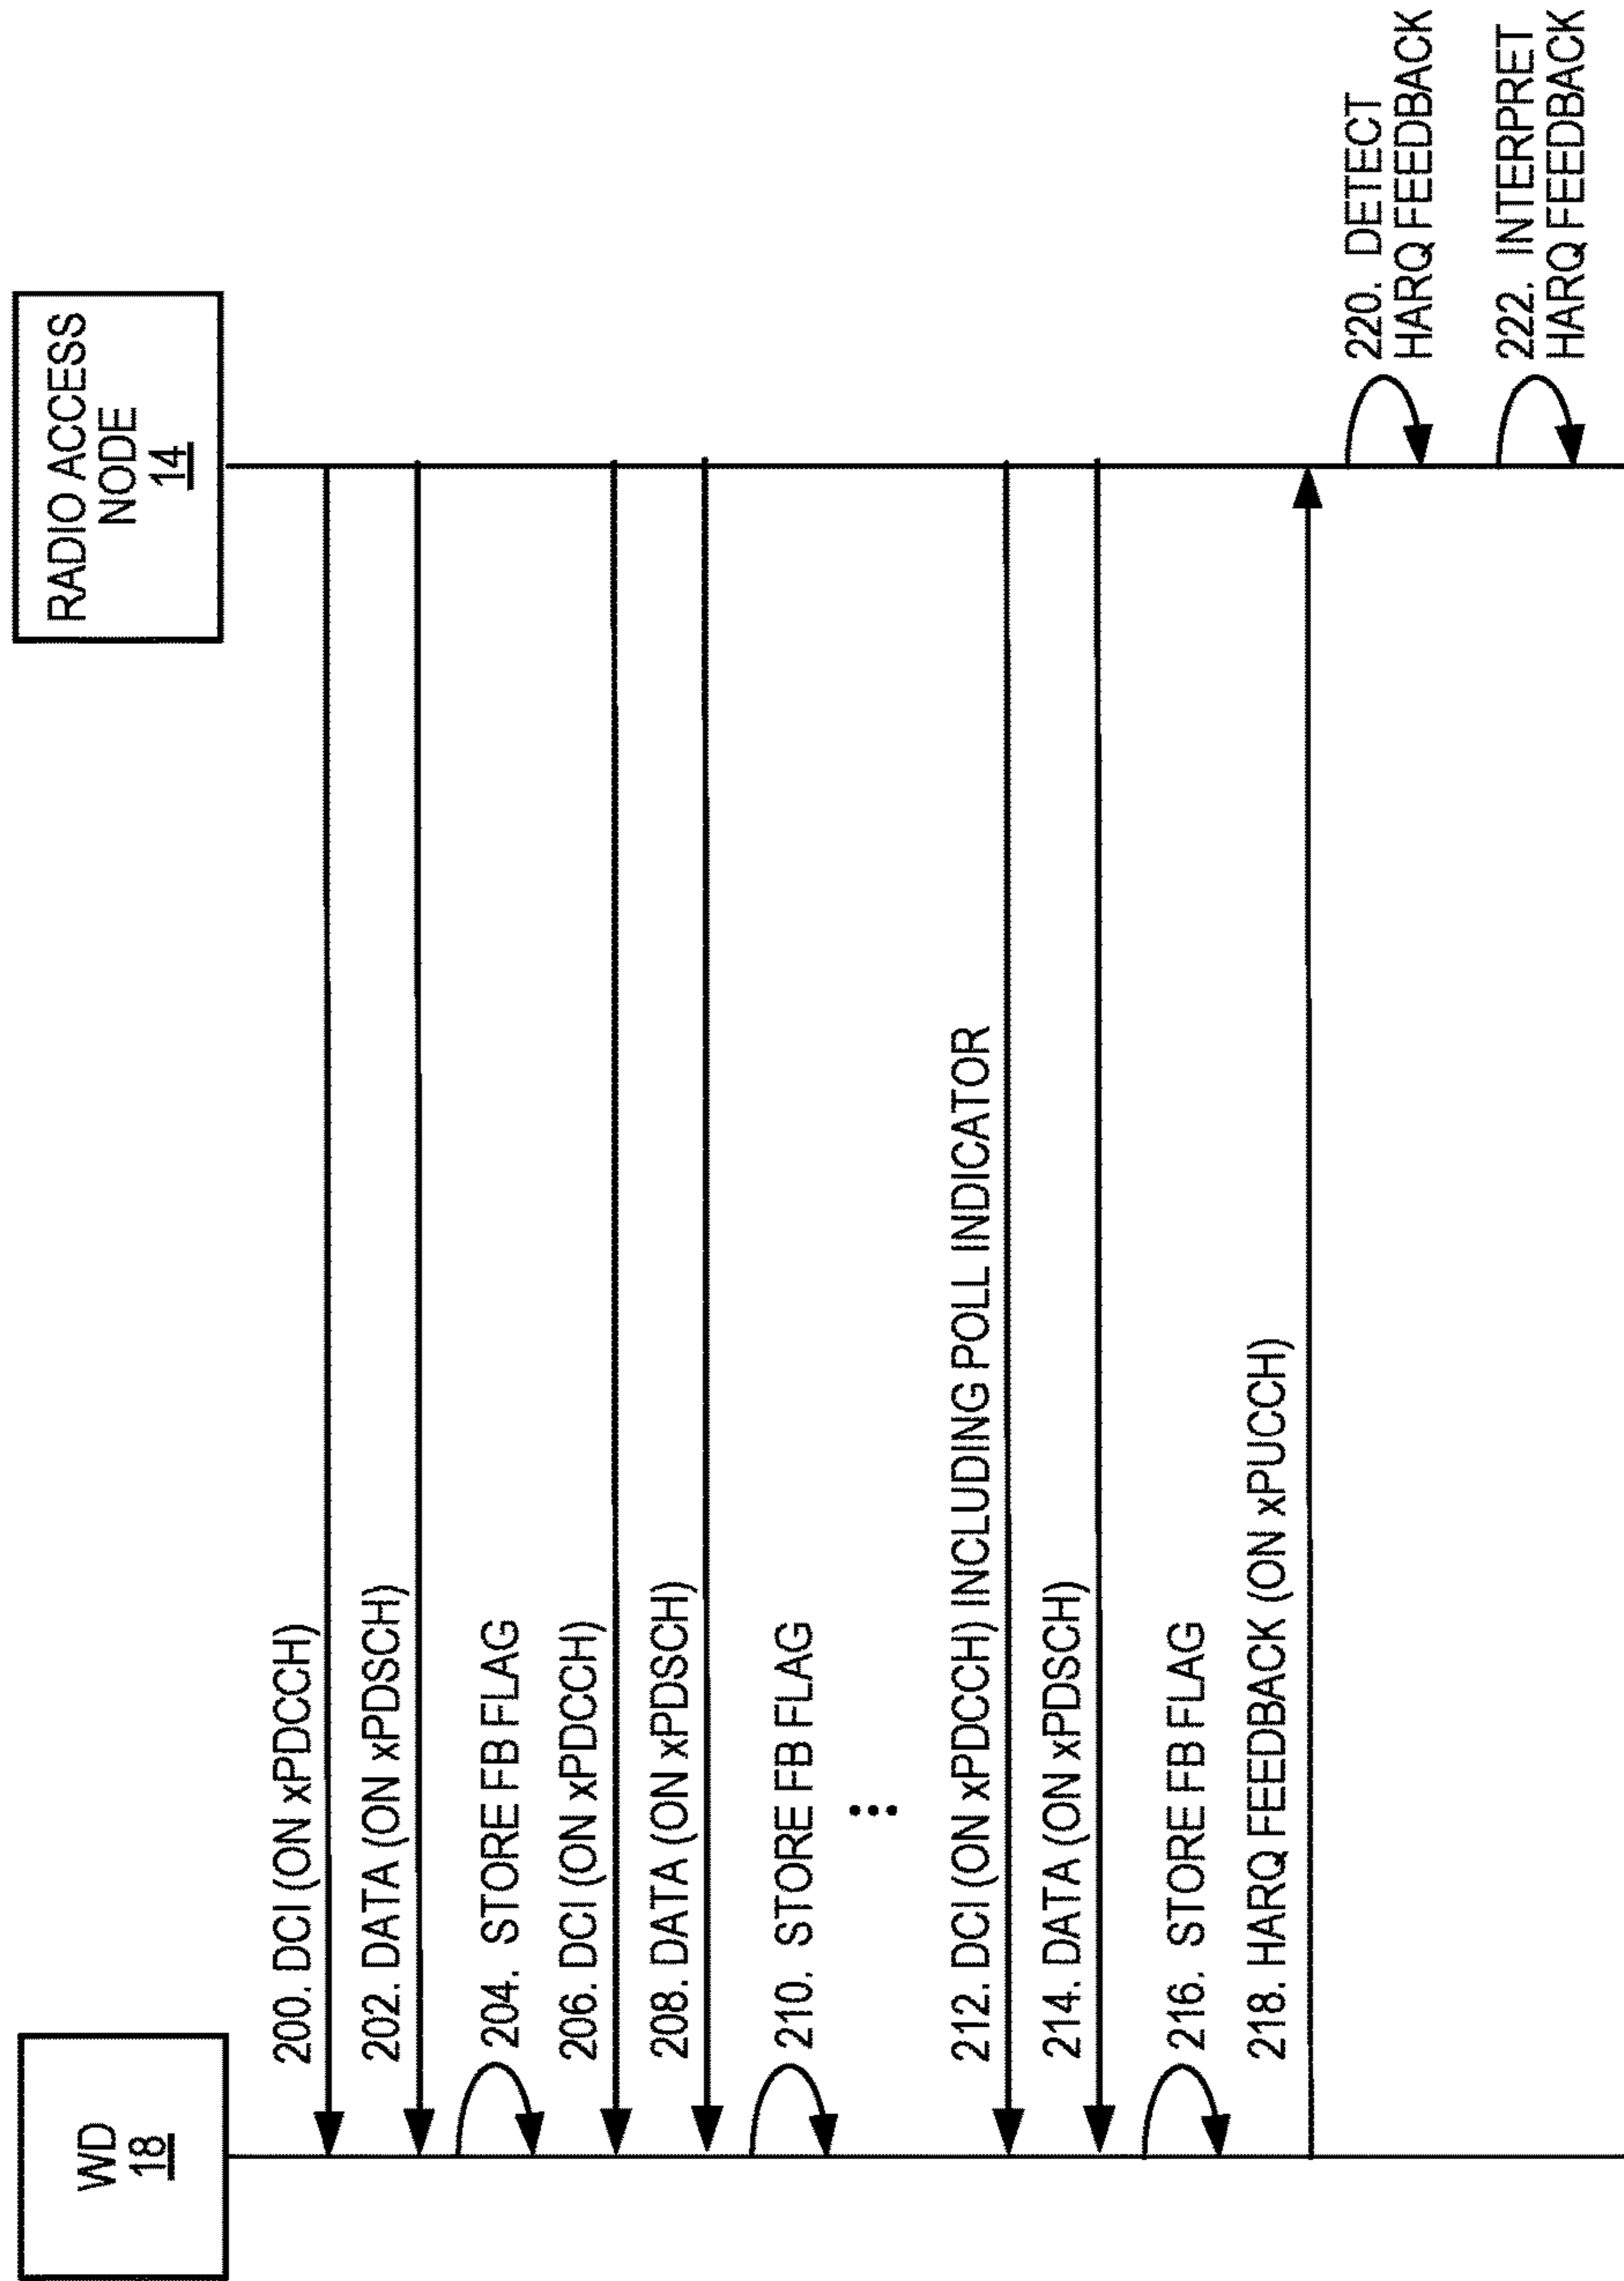 WD
18
RADIO ACCESS
NODE
14
200. DCI (ON xPDCCH)
202. DATA (ON xPDSCH)
204. STORE FB FLAG
206. DCI (ON xPDCCH)
208. DATA (ON xPDSCH)
210. STORE FB FLAG
212. DCI (ON xPDCCH) INCLUDING POLL INDICATOR
214. DATA (ON xPDSCH)
216. STORE FB FLAG
218. HARQ FEEDBACK (ON xPUCCH)
220. DETECT
HARQ FEEDBACK
222. INTERPRET
HARQ FEEDBACK